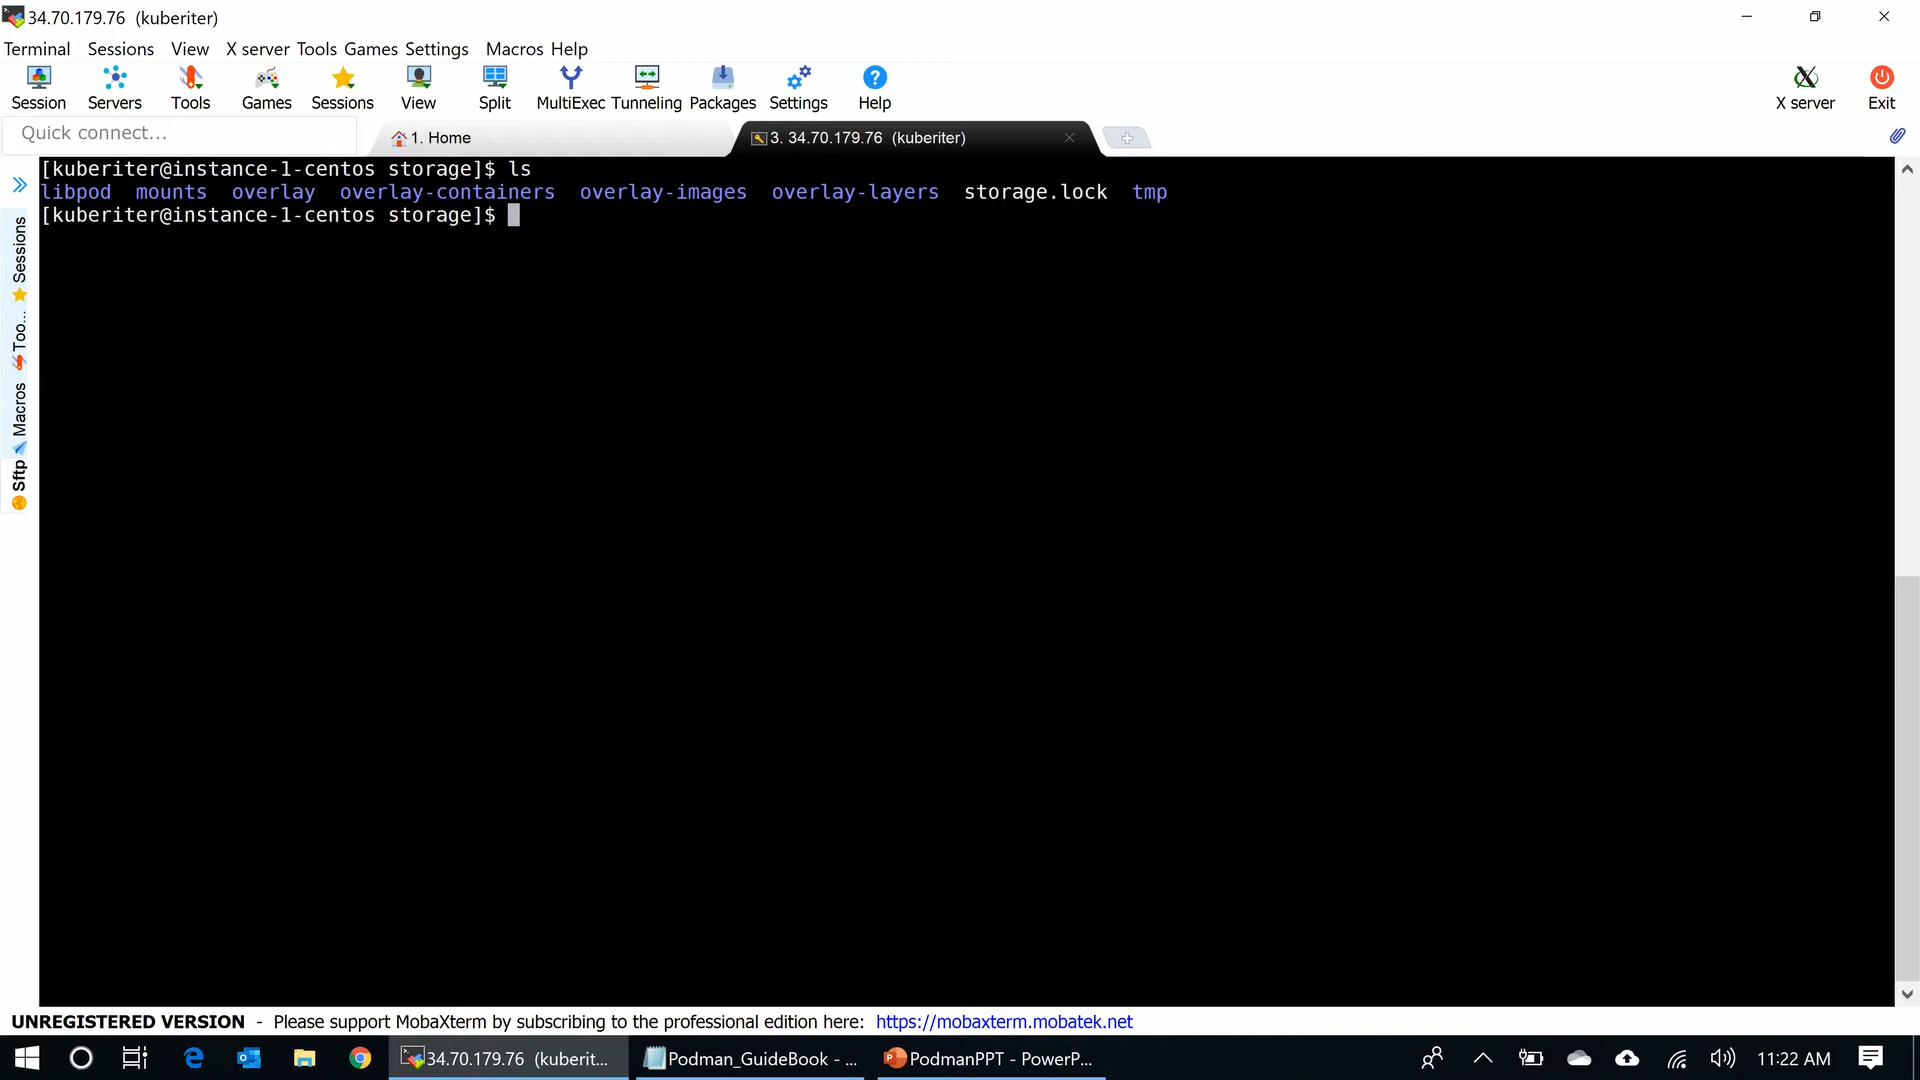 34.70.179.76 (kuberiter)
Terminal Sessions View X server Tools Games Settings Macros Help
Session Servers Tools Games Sessions View Split MultiExec Tunneling Packages Settings Help X server Exit
Quick connect...
1. Home
3. 34.70.179.76 (kuberiter)
[kuberiter@instance-1-centos storage]$ ls
libpod mounts overlay overlay-containers overlay-images overlay-layers storage.lock tmp
[kuberiter@instance-1-centos storage]$
Sessions
Too...
Macros
Sftp
UNREGISTERED VERSION - Please support MobaXterm by subscribing to the professional edition here: https://mobaxterm.mobatek.net
34.70.179.76 (kuberit...
Podman_GuideBook - ...
PodmanPPT - PowerP...
11:22 AM